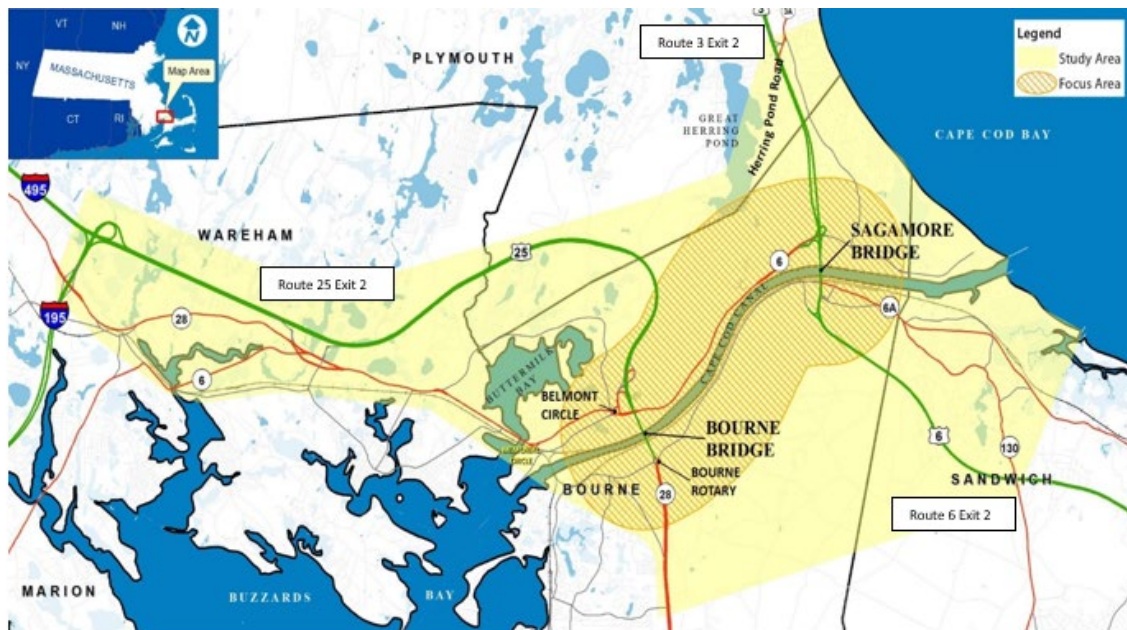 VT
NH
N
NY
MASSACHUSETTS
Map Area
CT
RI
PLYMOUTH
Route 3 Exit 2
3
3A
Legend
Study Area
Focus Area
GREAT
HERRING
POND
Herring Pond Road
CAPE COD BAY
495
WAREHAM
25
Route 25 Exit 2
SAGAMORE
BRIDGE
6
195
28
6
CAPE COD CANAL
6A
BUTTERMILK
BAY
BELMONT
CIRCLE
BOURNE
BRIDGE
BOURNE
ROTARY
BOURNE
28
6
130
SANDWICH
Route 6 Exit 2
MARION
BUZZARDS
BAY
CIRCLE